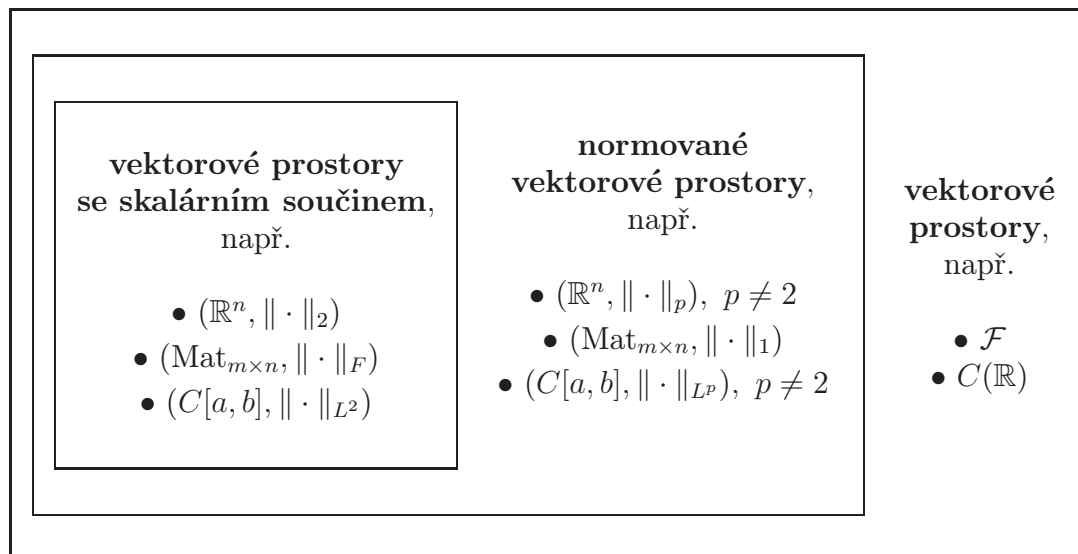 vektorové prostory
se skalárním součinem,
např.
• (ℝⁿ, ‖ · ‖₂)
• (Mat_{m×n}, ‖ · ‖_F)
• (C[a, b], ‖ · ‖_{L²})
normované
vektorové prostory,
např.
• (ℝⁿ, ‖ · ‖_p), p ≠ 2
• (Mat_{m×n}, ‖ · ‖₁)
• (C[a, b], ‖ · ‖_{L^p}), p ≠ 2
vektorové
prostory,
např.
• ℱ
• C(ℝ)